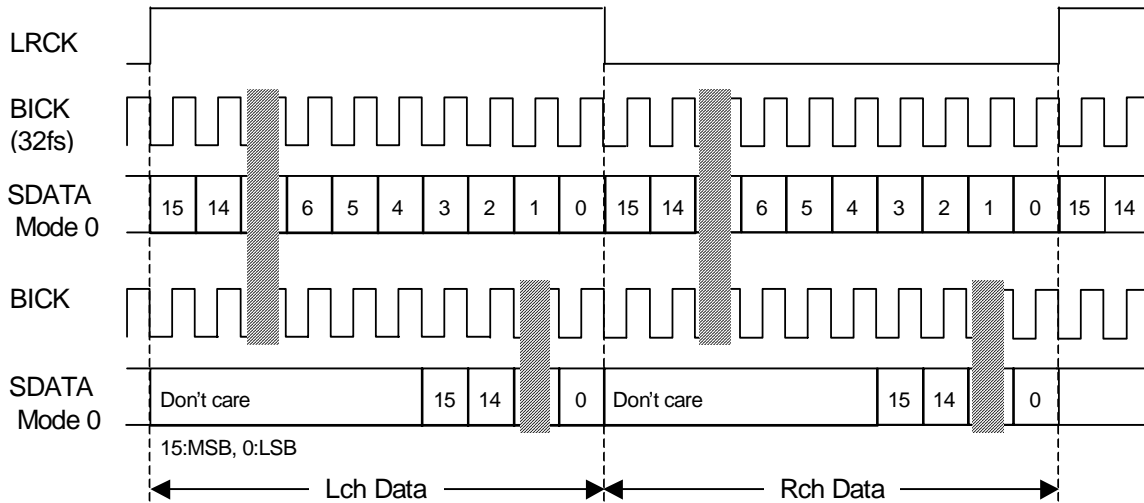 LRCK
BICK
(32fs)
SDATA
Mode 0
15 14 6 5 4 3 2 1 0 15 14 6 5 4 3 2 1 0 15 14
BICK
SDATA
Mode 0
Don't care 15 14 0 Don't care 15 14 0
15:MSB, 0:LSB
Lch Data Rch Data